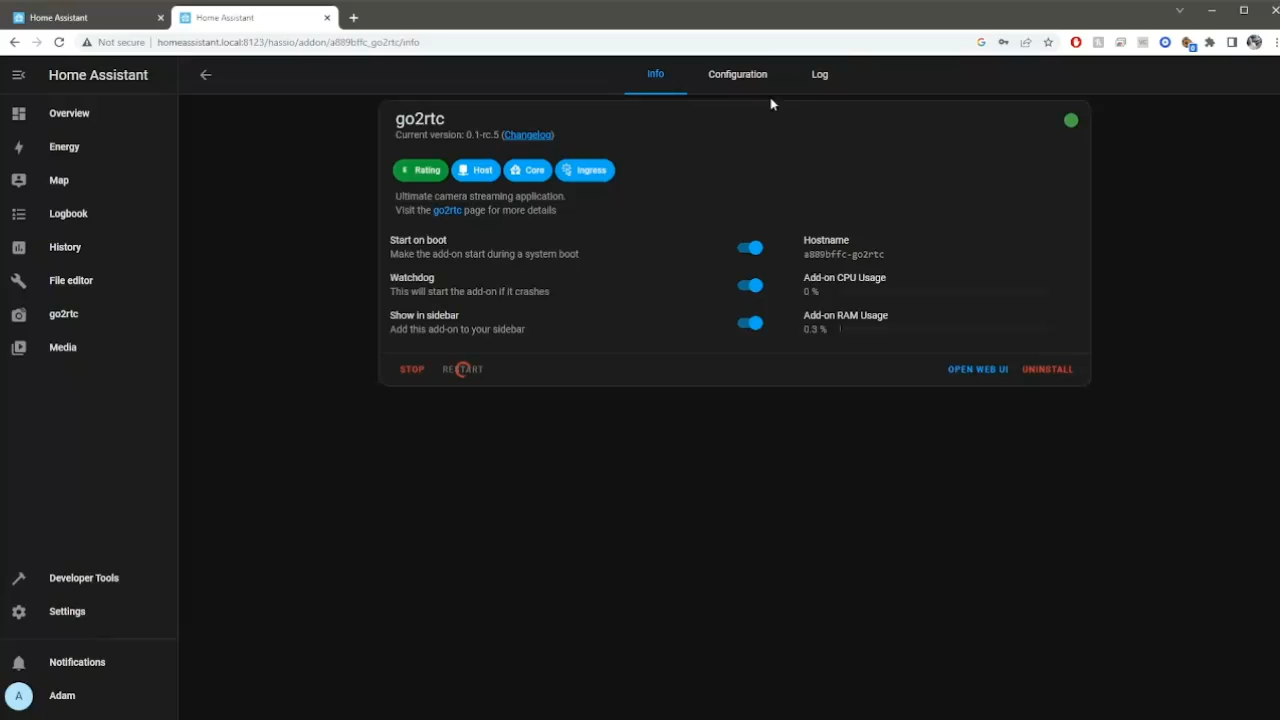 Home Assistant
Home Assistant
Not secure
homeassistant.local:8123/hassio/addon/a889bffc_go2rtc/info
Home Assistant
Info
Configuration
Log
Overview
Energy
Map
Logbook
History
File editor
go2rtc
Media
Developer Tools
Settings
Notifications
A
Adam
go2rtc
Current version: 0.1-rc.5 (Changelog)
Rating
Host
Core
Ingress
Ultimate camera streaming application.
Visit the go2rtc page for more details
Start on boot
Make the add-on start during a system boot
Watchdog
This will start the add-on if it crashes
Show in sidebar
Add this add-on to your sidebar
Hostname
a889bffc-go2rtc
Add-on CPU Usage
0 %
Add-on RAM Usage
0.3 %
STOP
RESTART
OPEN WEB UI
UNINSTALL